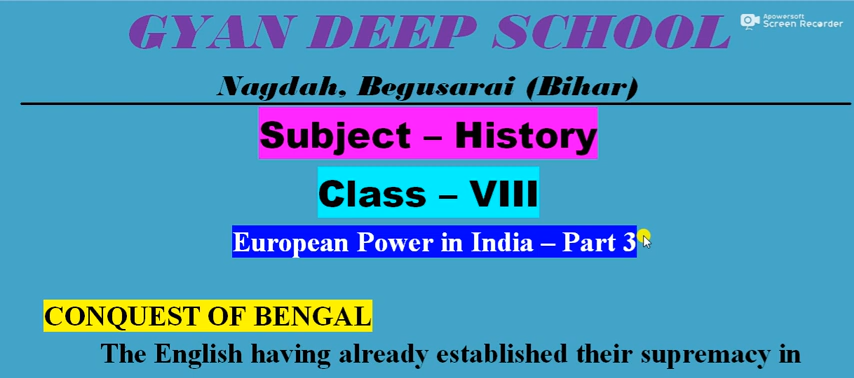 GYAN DEEP SCHOOL
Apowersoft
Screen Recorder
Nagdah, Begusarai (Bihar)
Subject – History
Class – VIII
European Power in India – Part 3
CONQUEST OF BENGAL
The English having already established their supremacy in